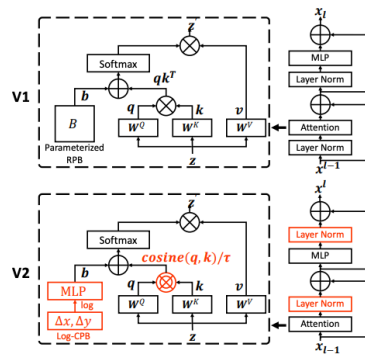 V1
z
Softmax
qk^T
b
q
k
v
B
W^Q
W^K
W^V
Parameterized
RPB
z
x_l
MLP
Layer Norm
Attention
Layer Norm
x^{l-1}
V2
z
Softmax
cosine(q, k)/τ
b
q
k
v
MLP
log
Δx, Δy
Log-CPB
W^Q
W^K
W^V
z
x^l
Layer Norm
MLP
Layer Norm
Attention
x_{l-1}